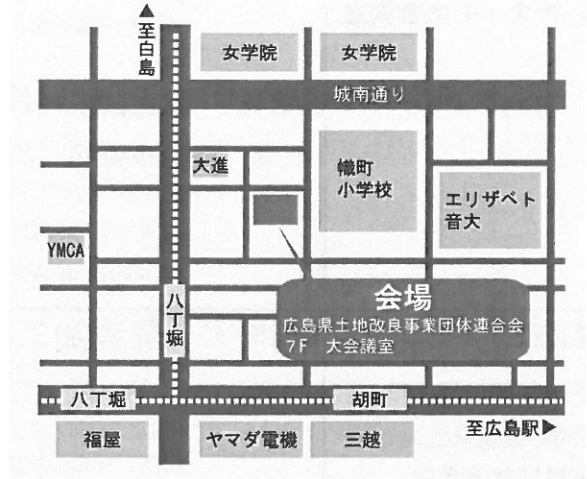 ▲
至白島
女学院
女学院
城南通り
大進
幟町
小学校
エリザベト
音大
YMCA
会場
広島県土地改良事業団体連合会
7F 大会議室
八丁堀
八丁堀
胡町
至広島駅▶
福屋
ヤマダ電機
三越